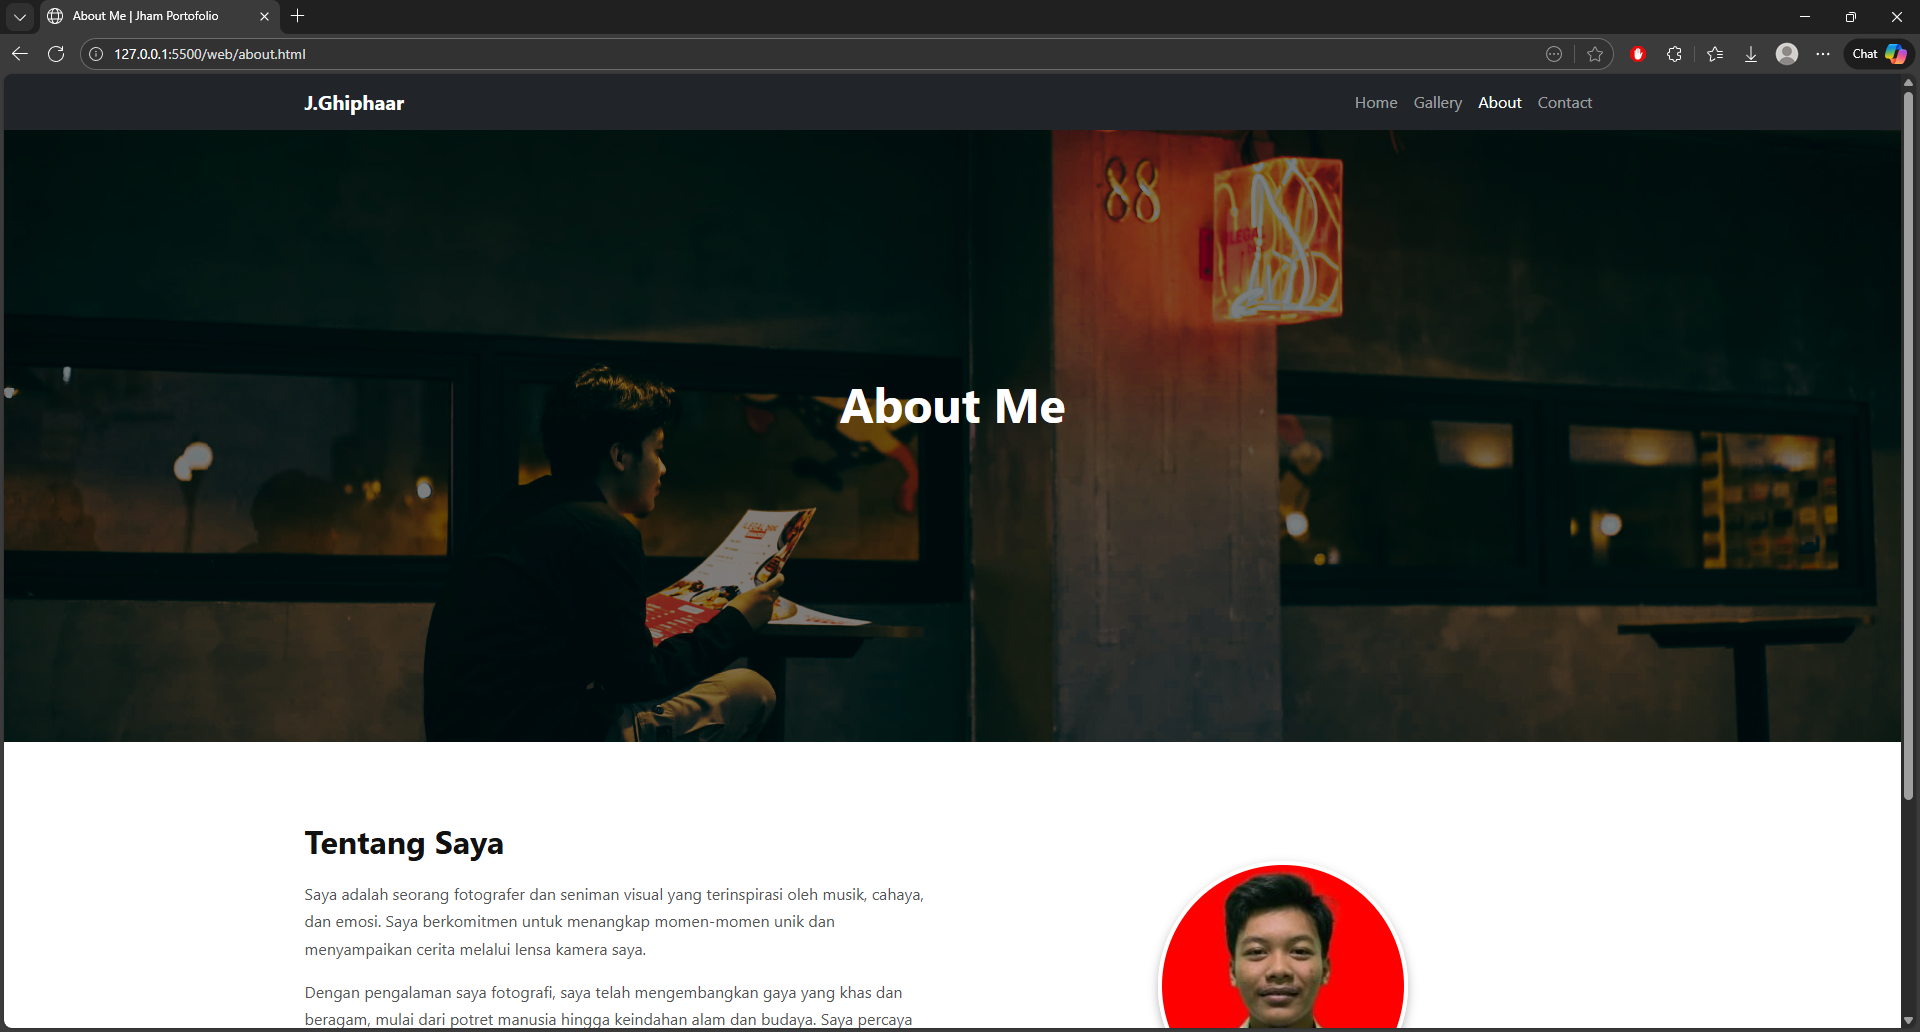 About Me | Jham Portofolio
127.0.0.1:5500/web/about.html
Chat
J.Ghiphaar
Home Gallery About Contact
88
About Me
Tentang Saya
Saya adalah seorang fotografer dan seniman visual yang terinspirasi oleh musik, cahaya,
dan emosi. Saya berkomitmen untuk menangkap momen-momen unik dan
menyampaikan cerita melalui lensa kamera saya.
Dengan pengalaman saya fotografi, saya telah mengembangkan gaya yang khas dan
beragam, mulai dari potret manusia hingga keindahan alam dan budaya. Saya percaya